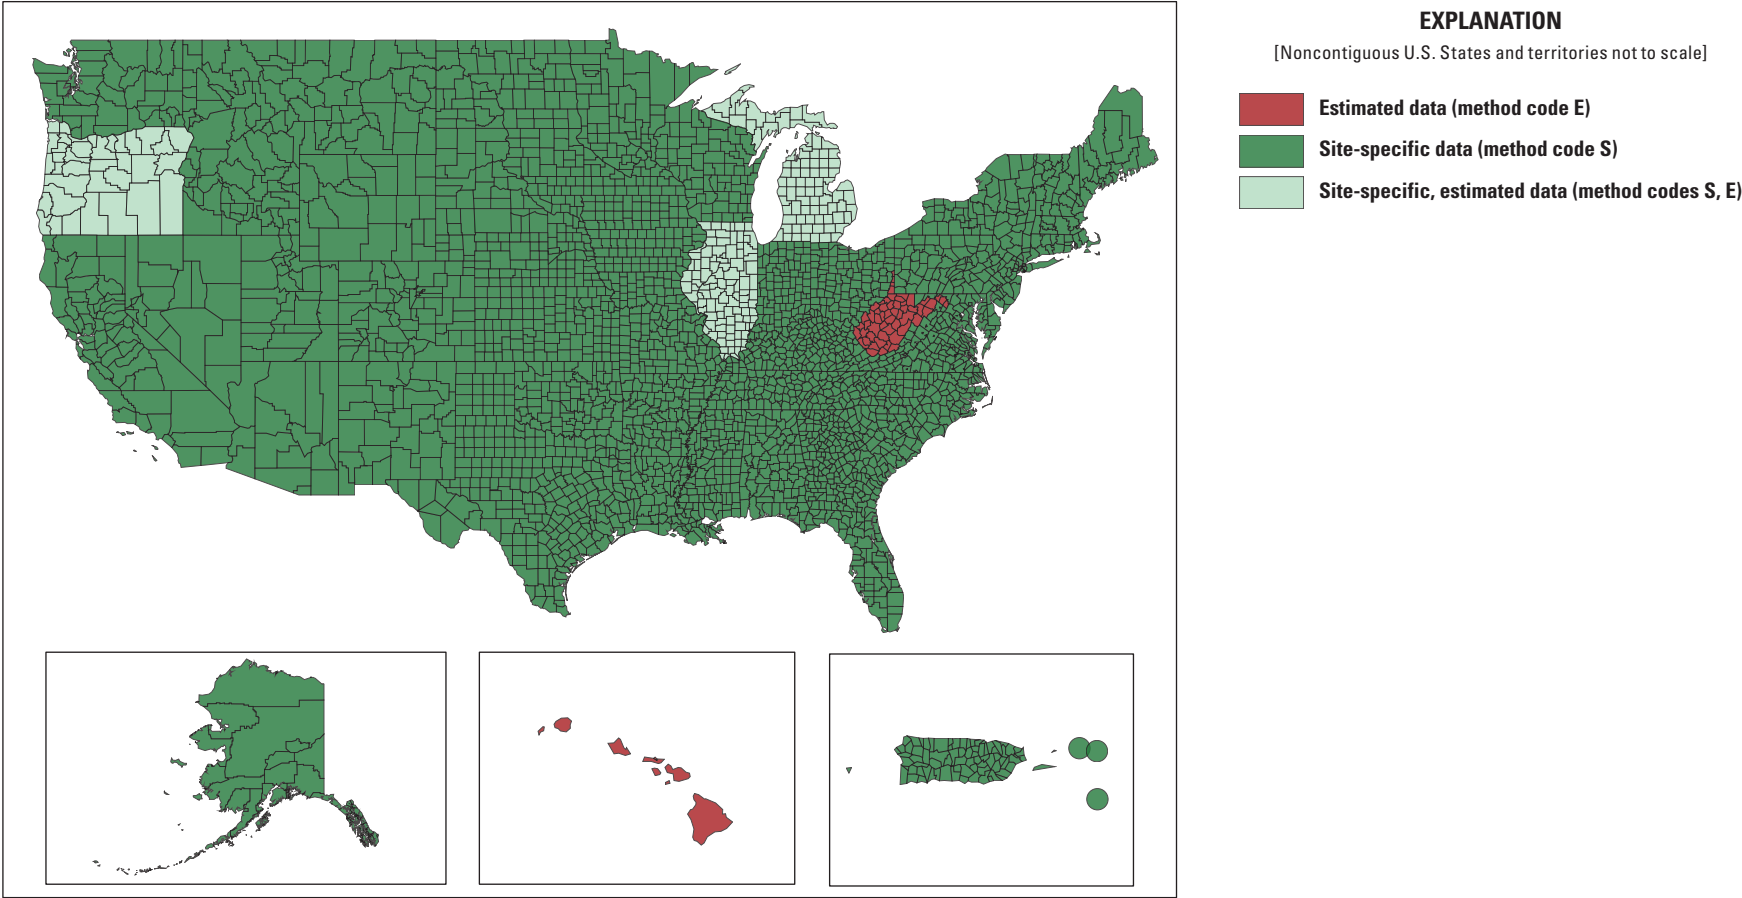 EXPLANATION
[Noncontiguous U.S. States and territories not to scale]
Estimated data (method code E)
Site-specific data (method code S)
Site-specific, estimated data (method codes S, E)